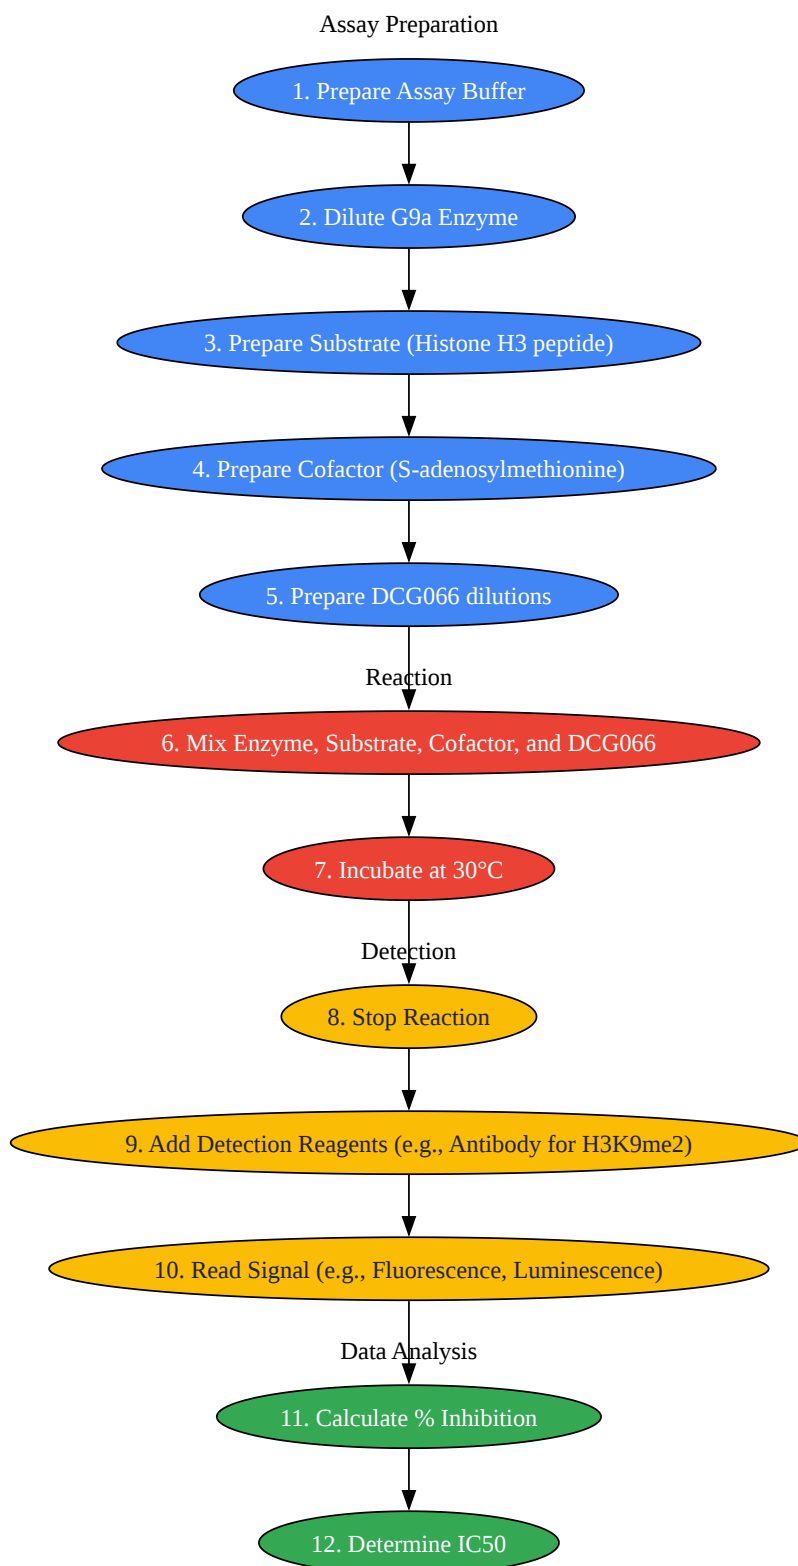 Assay Preparation
1. Prepare Assay Buffer
2. Dilute G9a Enzyme
3. Prepare Substrate (Histone H3 peptide)
4. Prepare Cofactor (S-adenosylmethionine)
5. Prepare DCG066 dilutions
Reaction
6. Mix Enzyme, Substrate, Cofactor, and DCG066
7. Incubate at 30°C
Detection
8. Stop Reaction
9. Add Detection Reagents (e.g., Antibody for H3K9me2)
10. Read Signal (e.g., Fluorescence, Luminescence)
Data Analysis
11. Calculate % Inhibition
12. Determine IC50